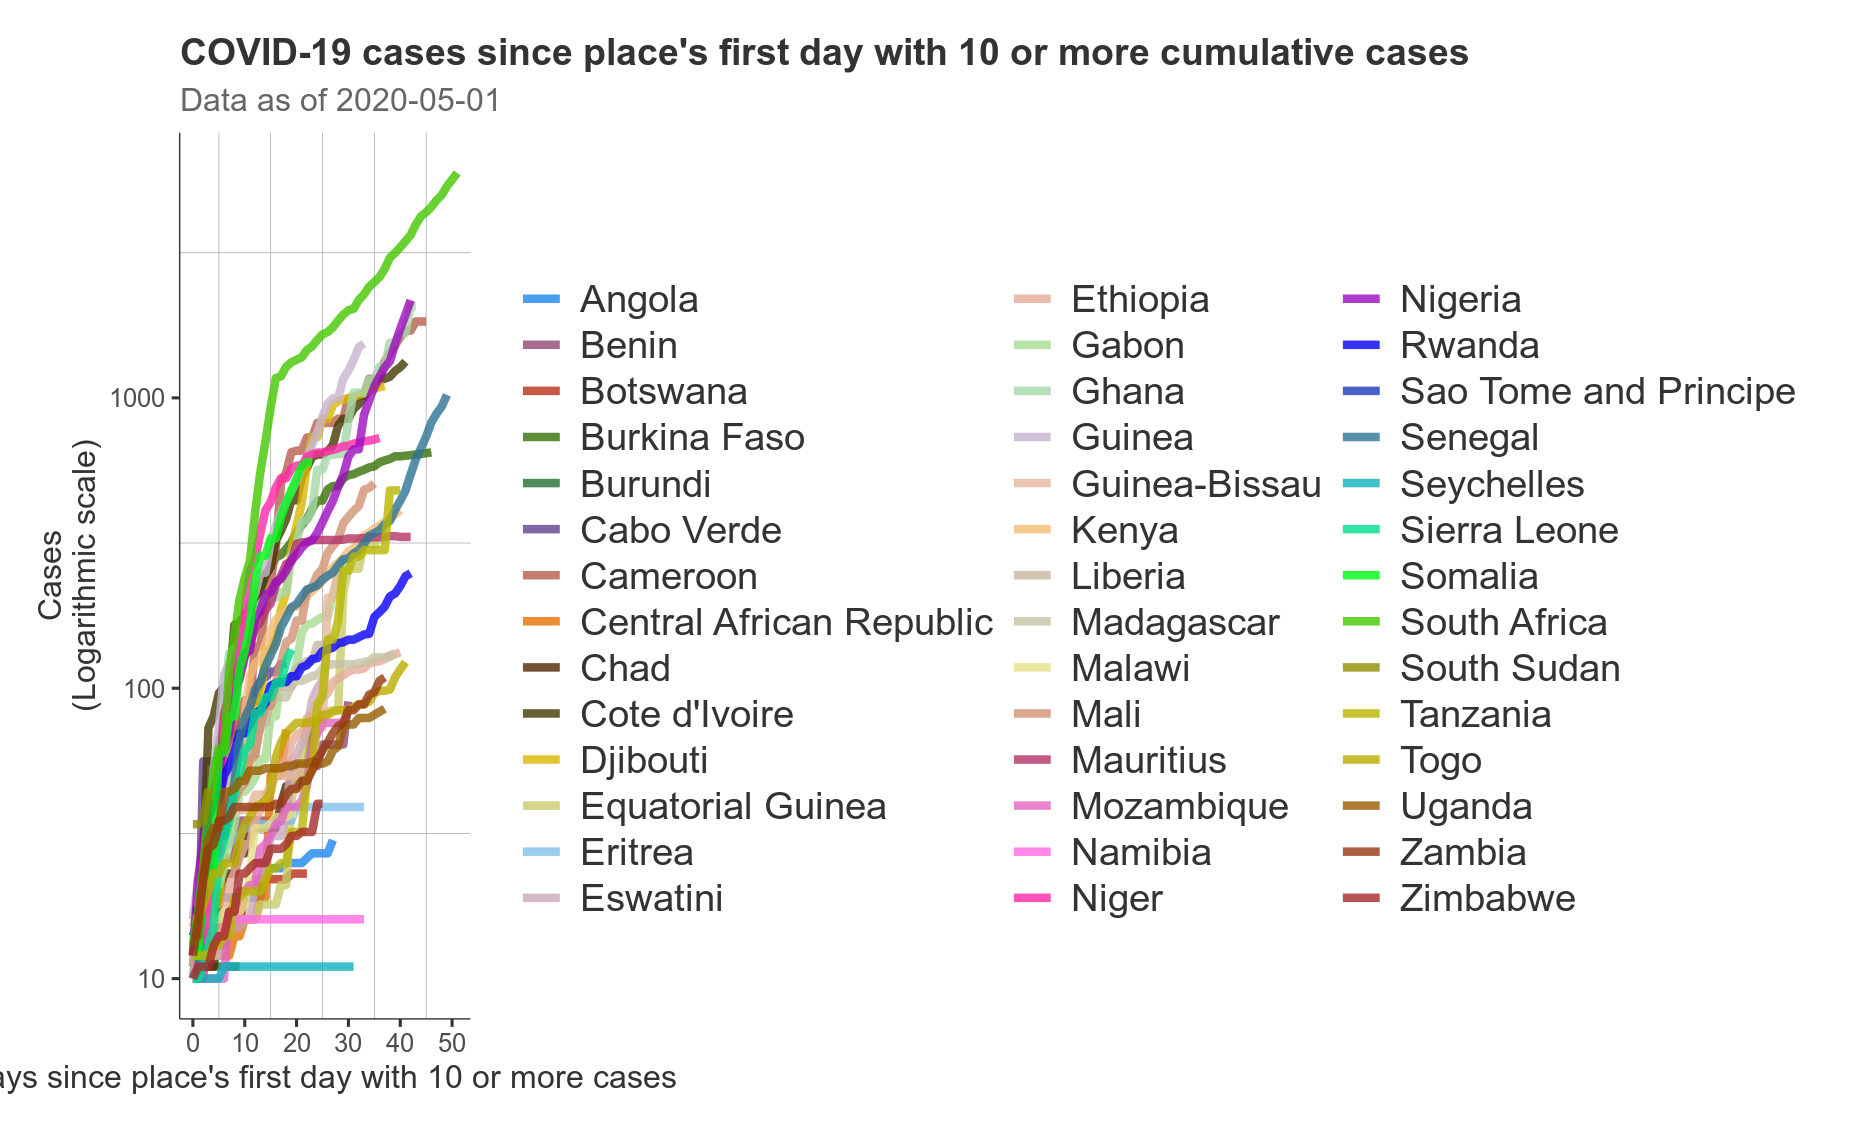 COVID-19 cases since place's first day with 10 or more cumulative cases
Data as of 2020-05-01
Cases
(Logarithmic scale)
1000
100
10
0 10 20 30 40 50
ays since place's first day with 10 or more cases
Angola
Benin
Botswana
Burkina Faso
Burundi
Cabo Verde
Cameroon
Central African Republic
Chad
Cote d'Ivoire
Djibouti
Equatorial Guinea
Eritrea
Eswatini
Ethiopia
Gabon
Ghana
Guinea
Guinea-Bissau
Kenya
Liberia
Madagascar
Malawi
Mali
Mauritius
Mozambique
Namibia
Niger
Nigeria
Rwanda
Sao Tome and Principe
Senegal
Seychelles
Sierra Leone
Somalia
South Africa
South Sudan
Tanzania
Togo
Uganda
Zambia
Zimbabwe